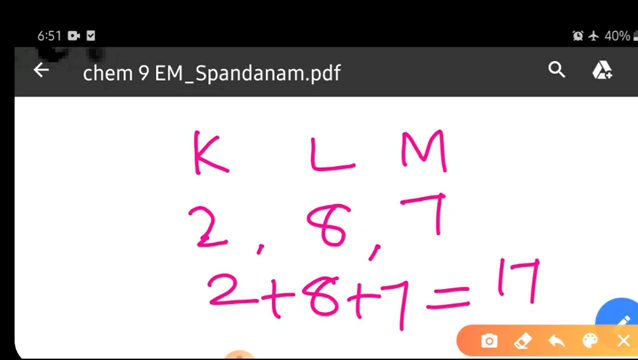 6:51 40%
chem 9 EM_Spandanam.pdf
K L M
2, 8, 7
2+8+7=17